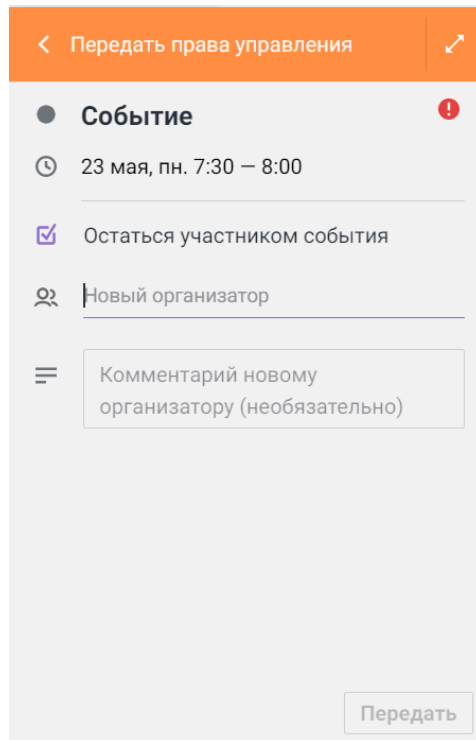 Передать права управления
Событие
23 мая, пн. 7:30 — 8:00
Остаться участником события
Новый организатор
Комментарий новому
организатору (необязательно)
Передать